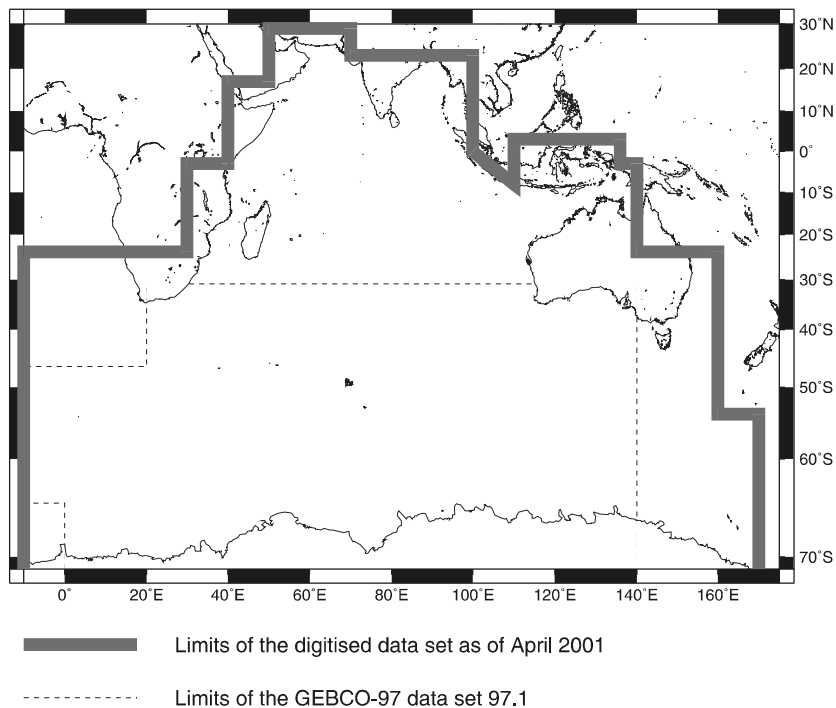 30°N
20°N
10°N
0°
10°S
20°S
30°S
40°S
50°S
60°S
70°S
0° 20°E 40°E 60°E 80°E 100°E 120°E 140°E 160°E
Limits of the digitised data set as of April 2001
Limits of the GEBCO-97 data set 97.1